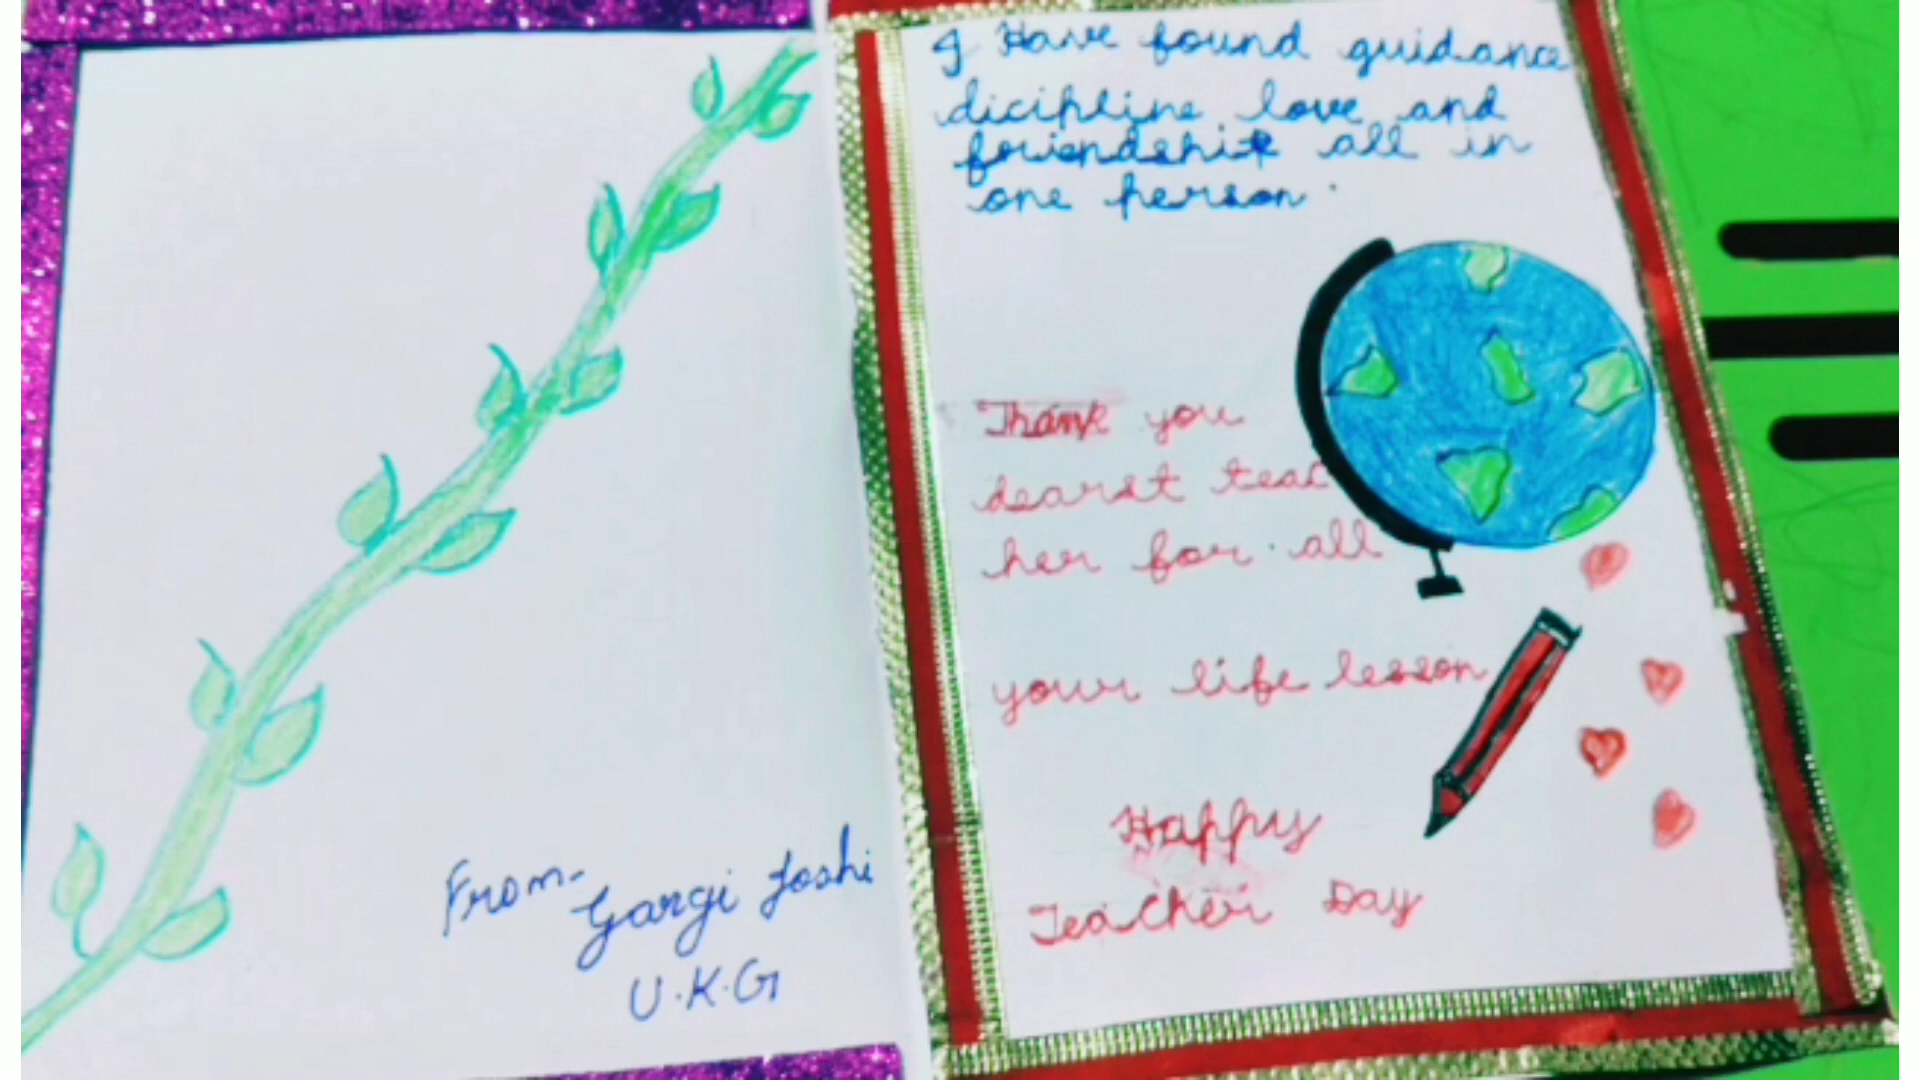 From-
Gargi Joshi
U.K.G
I Have found guidance
dicipline love and
friendship all in
one person.
Thank you
dearst teac
her for all
your life lesson
Happy
Teacher Day